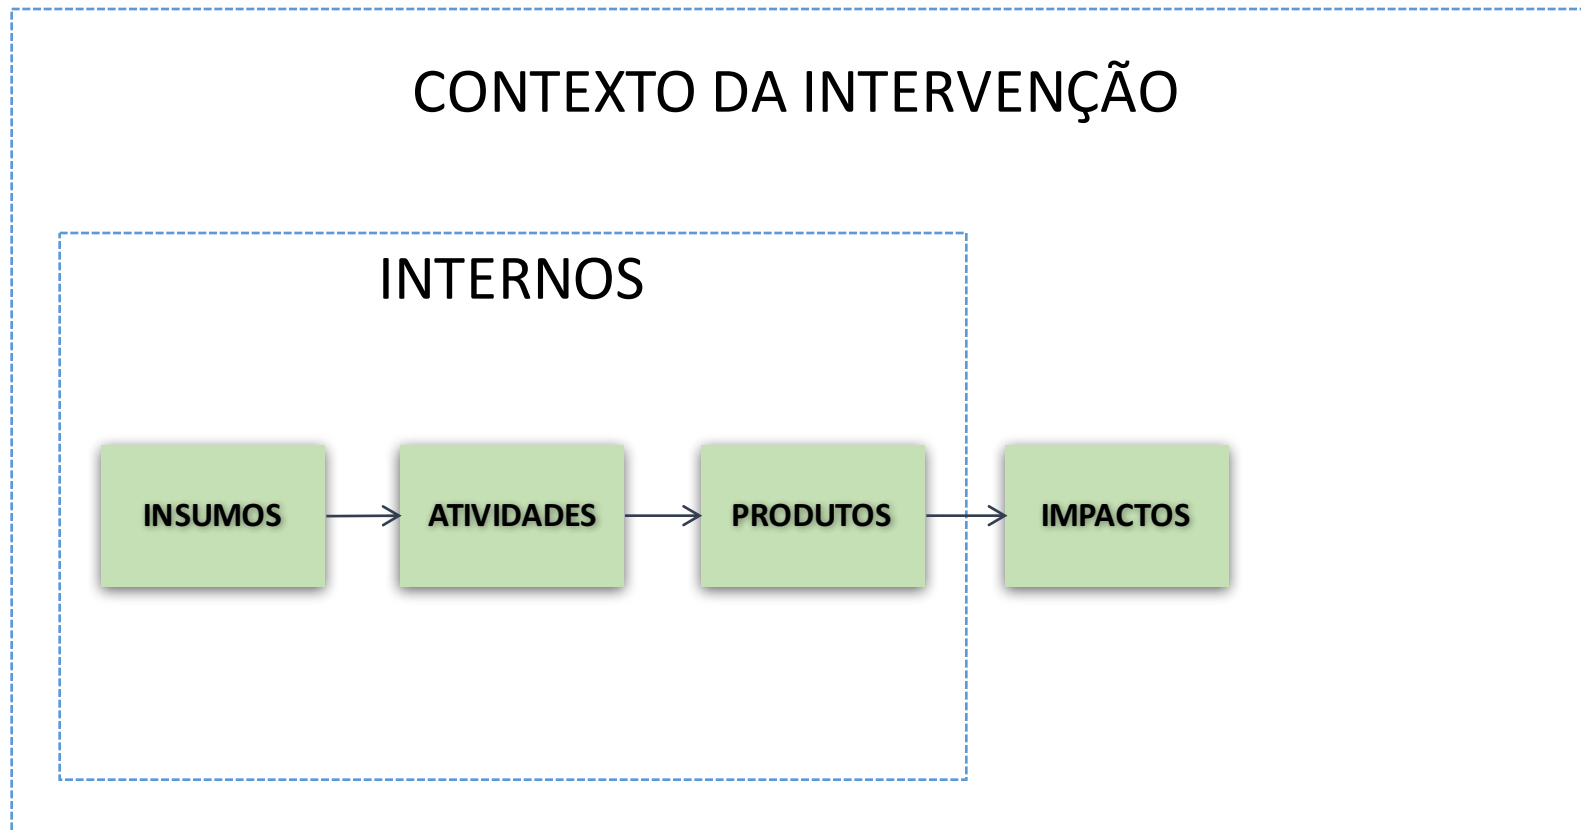 CONTEXTO DA INTERVENÇÃO
INTERNOS
INSUMOS
ATIVIDADES
PRODUTOS
IMPACTOS